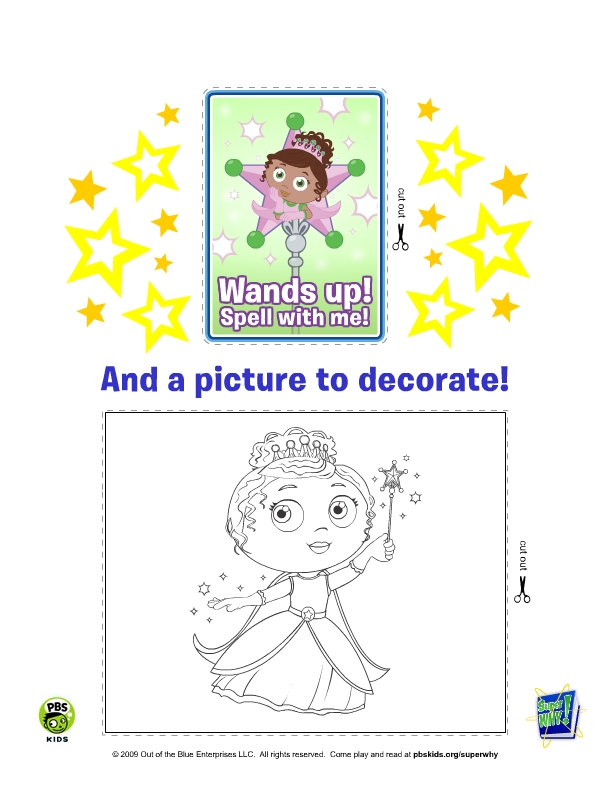 cut out
Wands up!
Spell with me!
And a picture to decorate!
cut out
PBS
KIDS
SUPER
WHY!
© 2009 Out of the Blue Enterprises LLC. All rights reserved. Come play and read at pbskids.org/superwhy